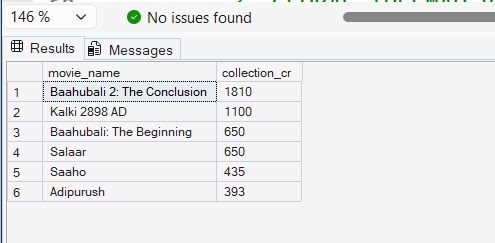 146 %
No issues found
Results
Messages
movie_name collection_cr
1 Baahubali 2: The Conclusion 1810
2 Kalki 2898 AD 1100
3 Baahubali: The Beginning 650
4 Salaar 650
5 Saaho 435
6 Adipurush 393